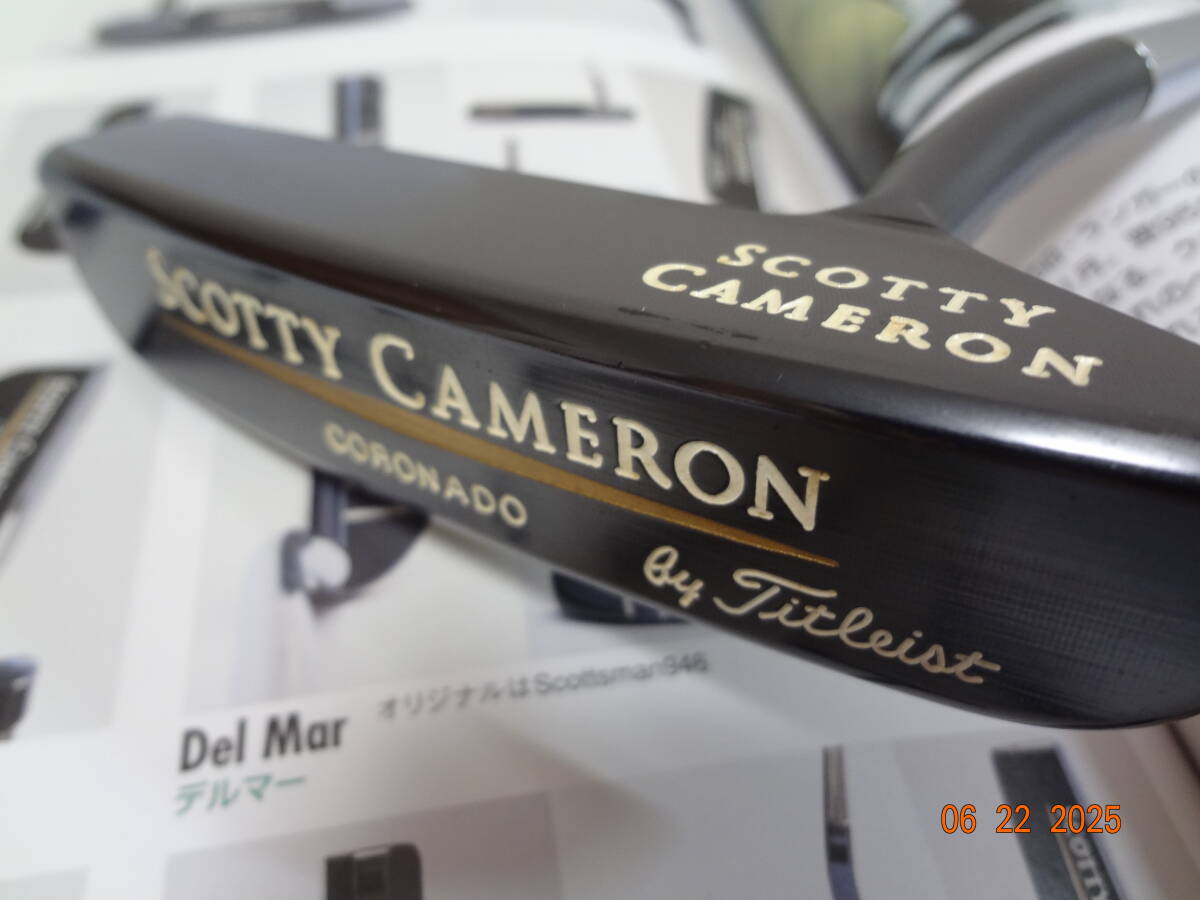 SCOTTY
CAMERON
SCOTTY CAMERON
CORONADO
by Titleist
Del Mar オリジナルはScottsman946
デルマー
06 22 2025